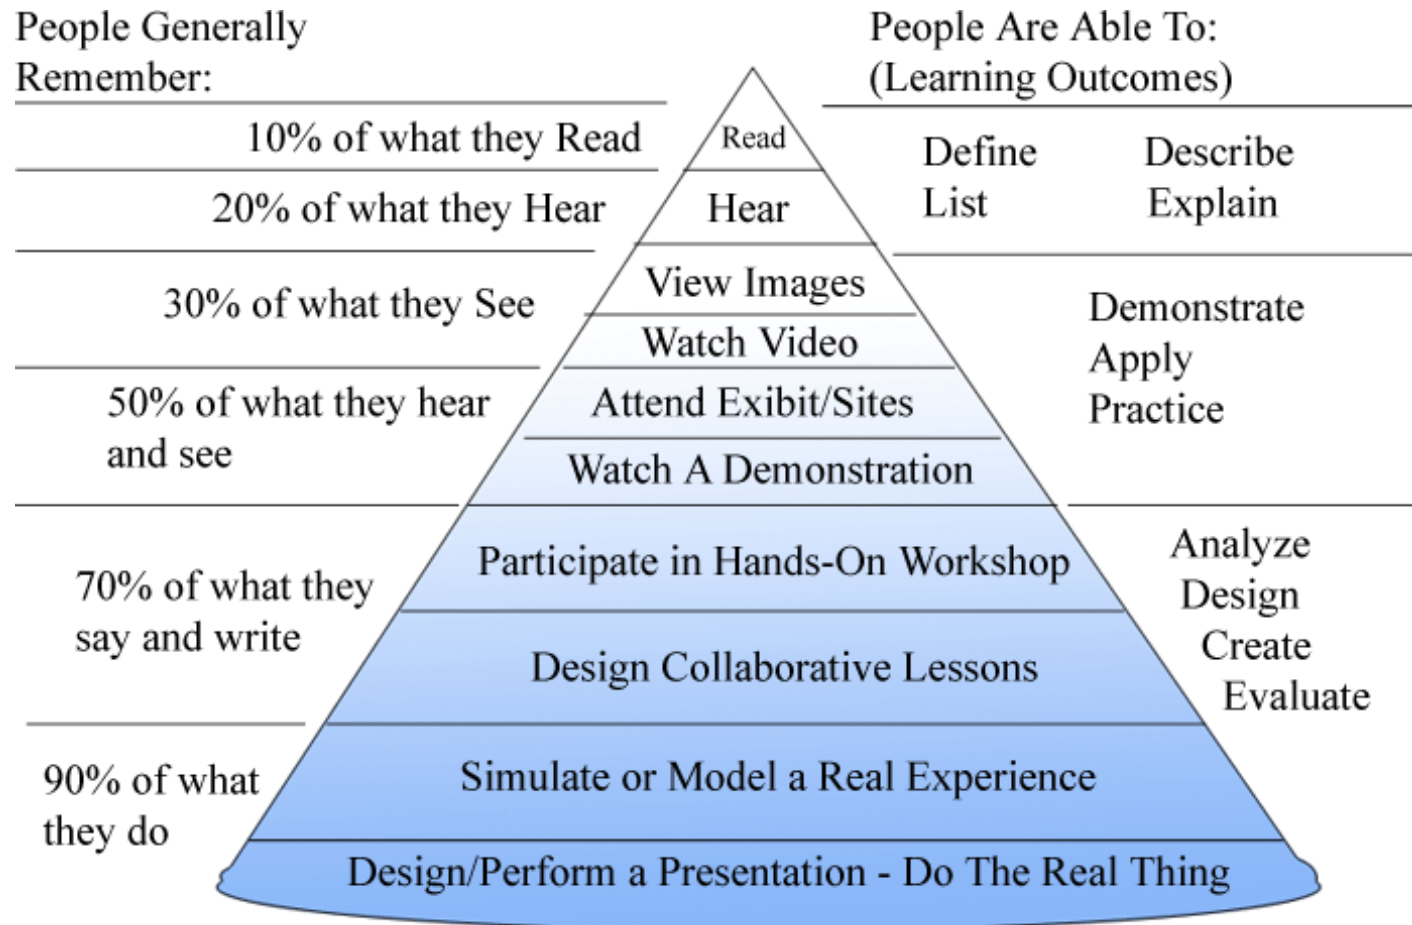 People Generally
Remember:
10% of what they Read
20% of what they Hear
30% of what they See
50% of what they hear
and see
70% of what they
say and write
90% of what
they do
Read
Hear
View Images
Watch Video
Attend Exibit/Sites
Watch A Demonstration
Participate in Hands-On Workshop
Design Collaborative Lessons
Simulate or Model a Real Experience
Design/Perform a Presentation - Do The Real Thing
People Are Able To:
(Learning Outcomes)
Define Describe
List Explain
Demonstrate
Apply
Practice
Analyze
Design
Create
Evaluate